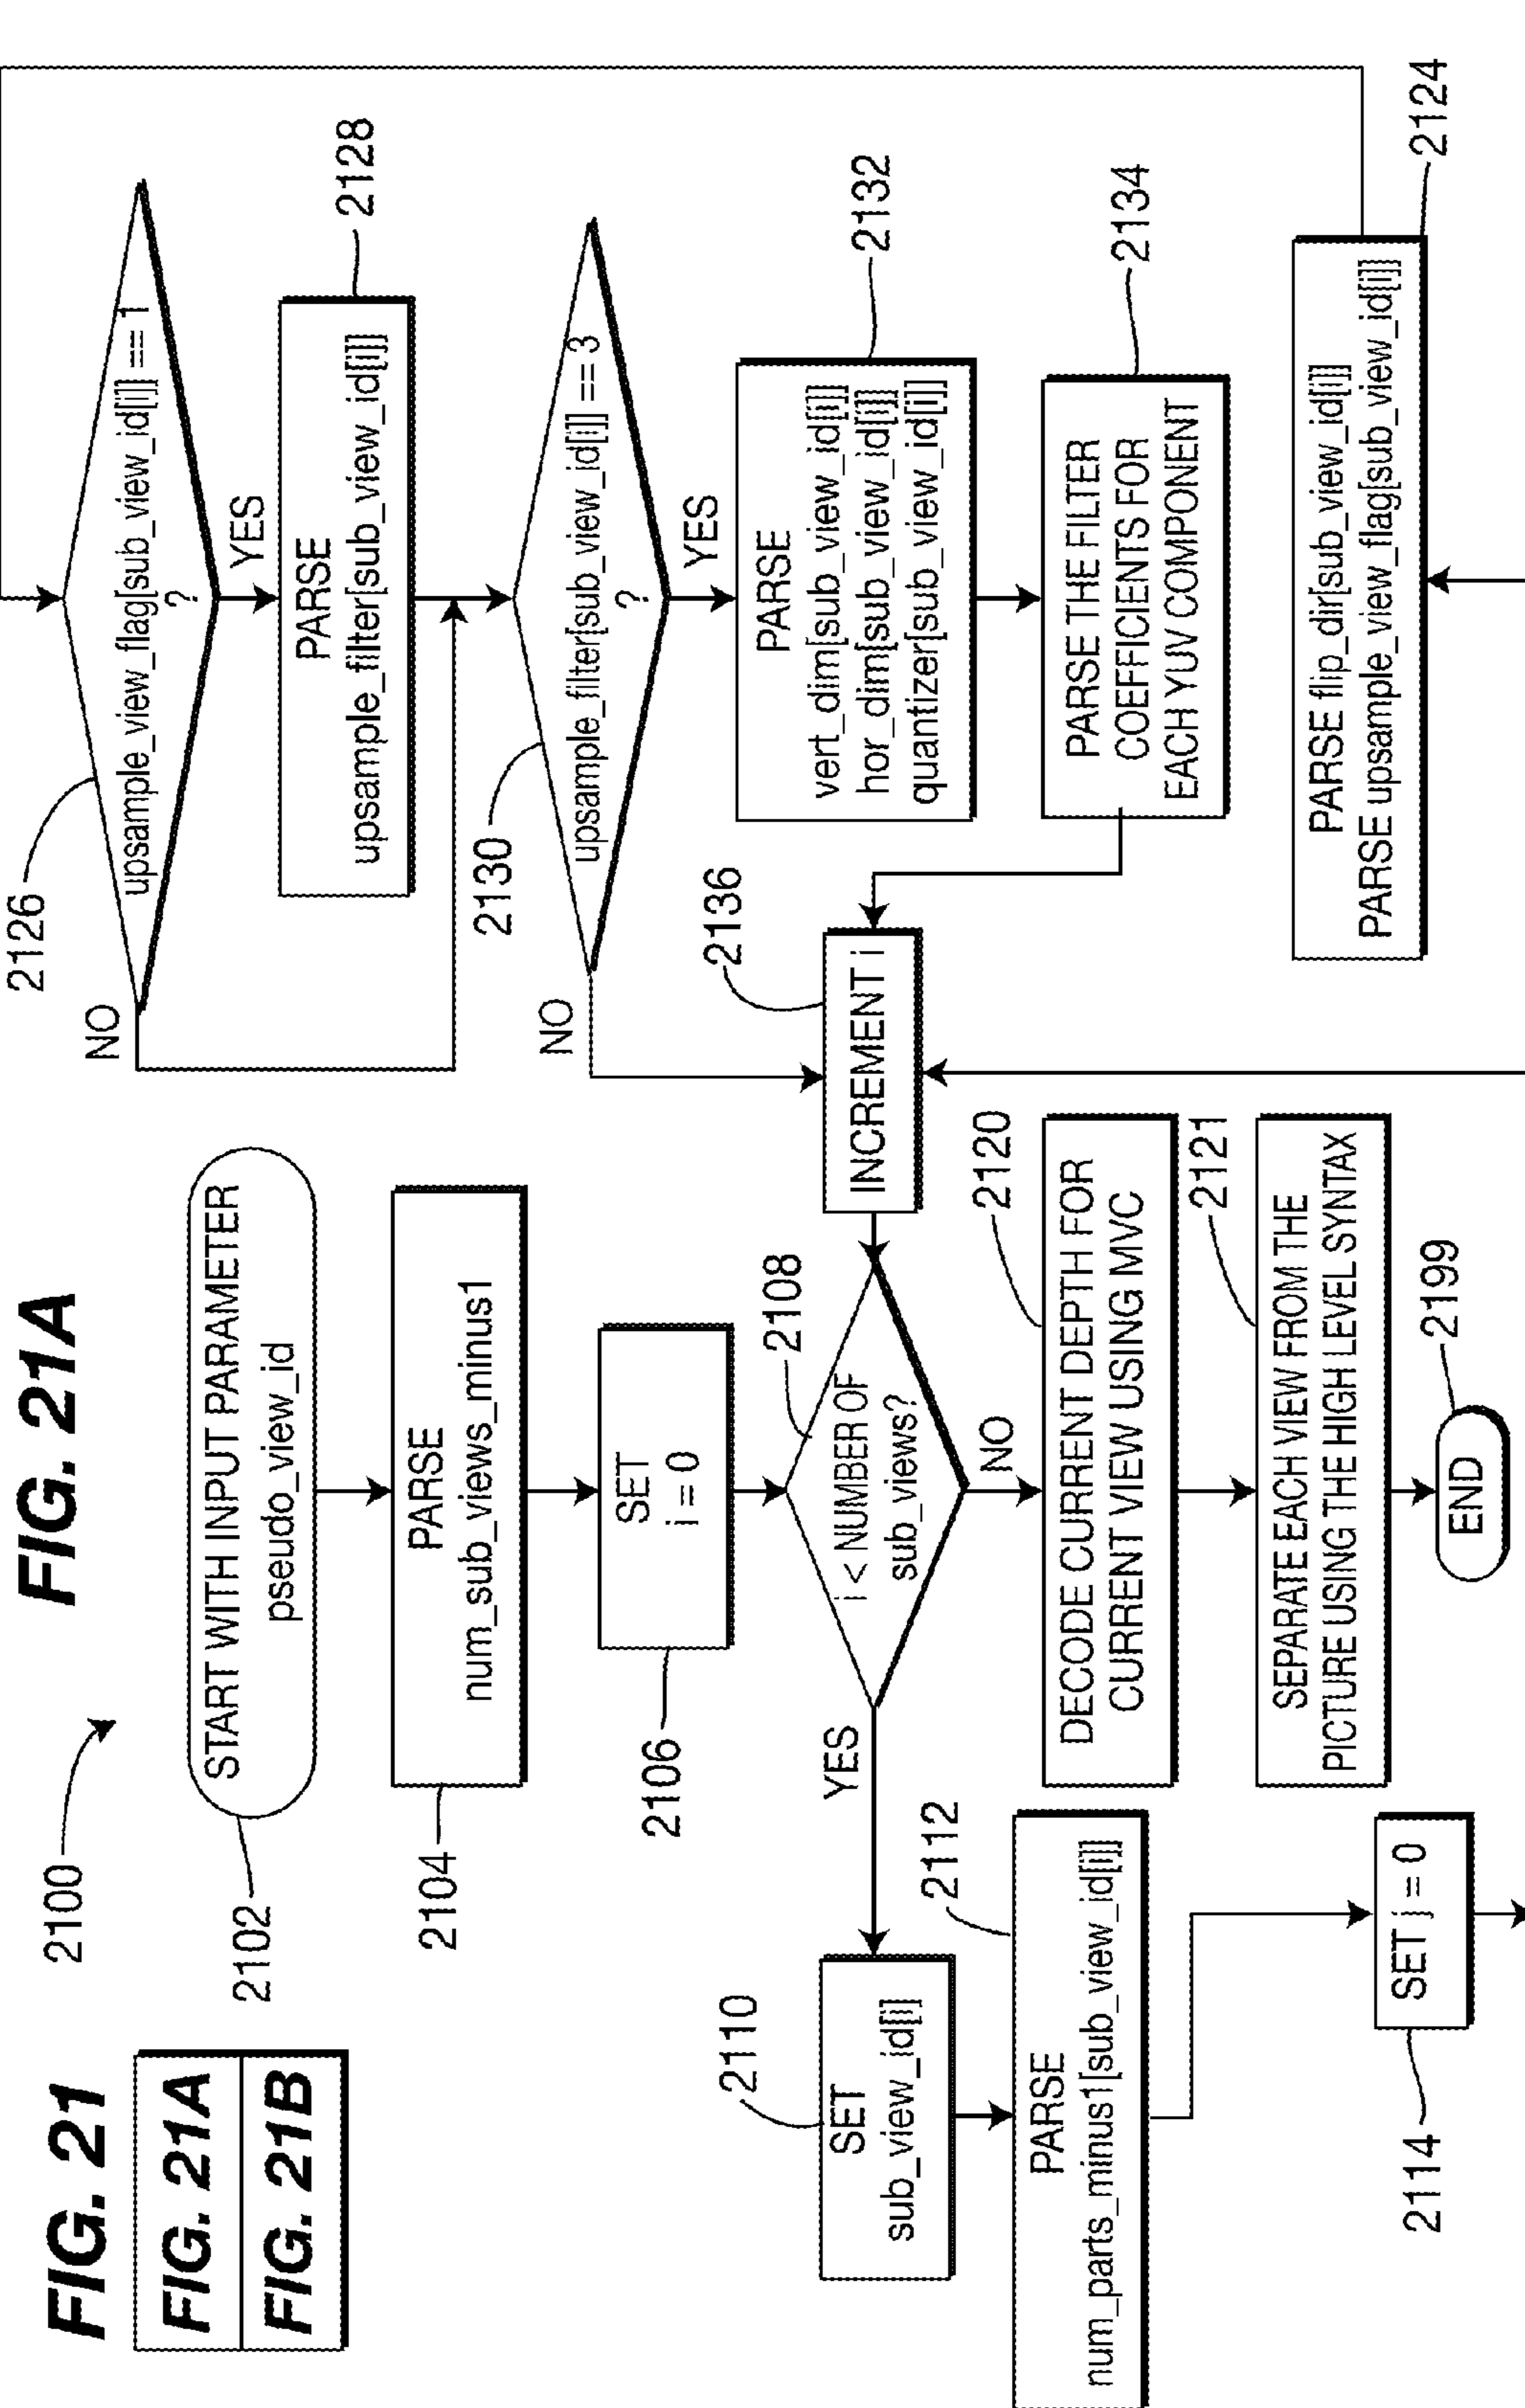 FIG. 21
FIG. 21A
FIG. 21B
FIG. 21A
2100
2102
START WITH INPUT PARAMETER
pseudo_view_id
2104
PARSE
num_sub_views_minus1
2106
SET
i = 0
2108
i < NUMBER OF
sub_views?
YES
NO
2110
SET
sub_view_id[i]
2112
PARSE
num_parts_minus1[sub_view_id[i]]
2114
SET j = 0
2120
DECODE CURRENT DEPTH FOR
CURRENT VIEW USING MVC
2121
SEPARATE EACH VIEW FROM THE
PICTURE USING THE HIGH LEVEL SYNTAX
2199
END
2126
upsample_view_flag[sub_view_id[i]] == 1
?
NO
YES
2128
PARSE
upsample_filter[sub_view_id[i]]
2130
upsample_filter[sub_view_id[i]] == 3
?
NO
YES
2132
PARSE
vert_dim[sub_view_id[i]]
hor_dim[sub_view_id[i]]
quantizer[sub_view_id[i]]
2134
PARSE THE FILTER
COEFFICIENTS FOR
EACH YUV COMPONENT
2136
INCREMENT i
2124
PARSE flip_dir[sub_view_id[i]]
PARSE upsample_view_flag[sub_view_id[i]]